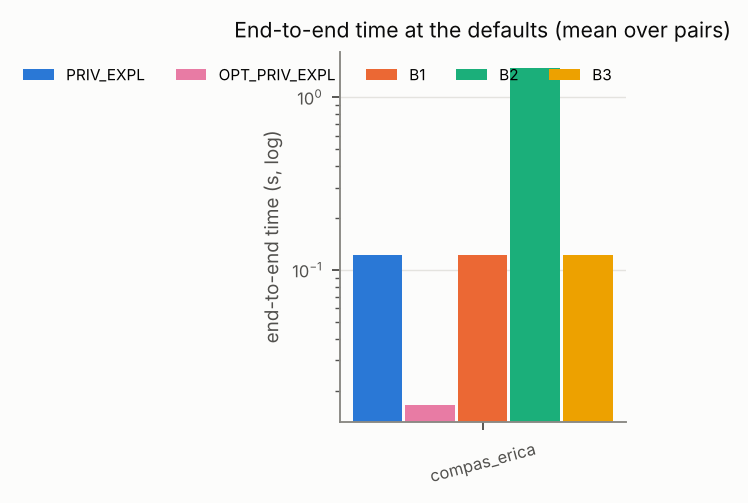 End-to-end time at the defaults (mean over pairs)
PRIV_EXPL OPT_PRIV_EXPL B1 B2 B3
10⁰
10⁻¹
end-to-end time (s, log)
compas_erica